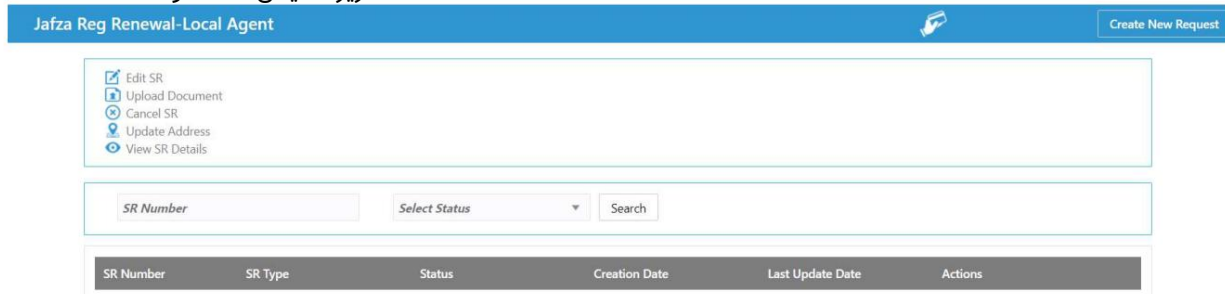 Jafza Reg Renewal-Local Agent Create New Request
Edit SR
Upload Document
Cancel SR
Update Address
View SR Details
SR Number Select Status Search
SR Number SR Type Status Creation Date Last Update Date Actions